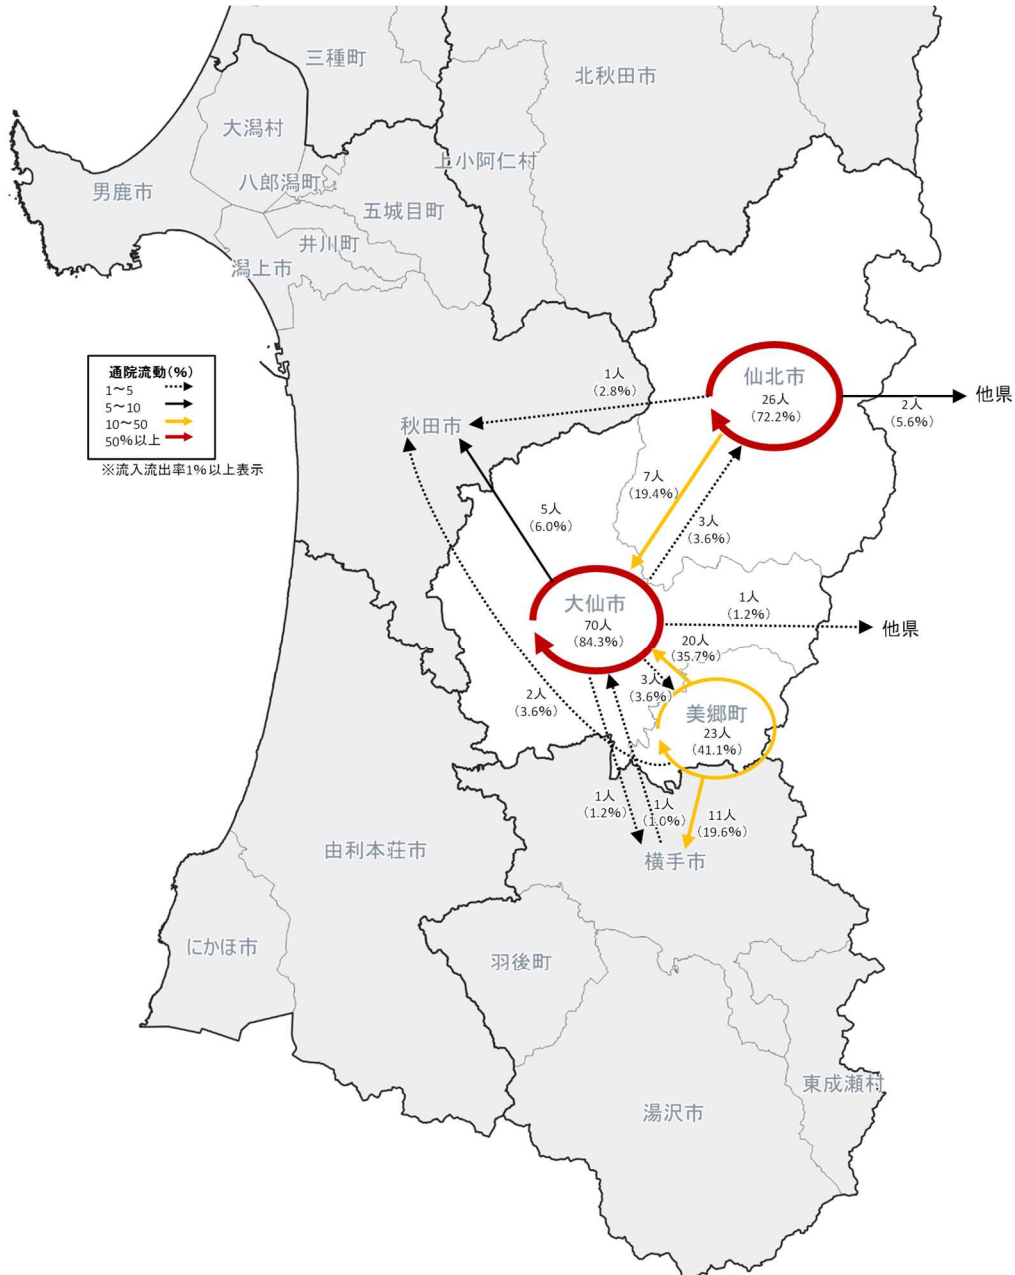 三種町
北秋田市
大潟村
上小阿仁村
男鹿市
八郎潟町
五城目町
井川町
潟上市
通院流動(%)
1～5
5～10
10～50
50%以上
※流入流出率1%以上表示
秋田市
1人
(2.8%)
仙北市
26人
(72.2%)
2人
(5.6%)
他県
7人
(19.4%)
3人
(3.6%)
5人
(6.0%)
大仙市
70人
(84.3%)
1人
(1.2%)
他県
20人
(35.7%)
3人
(3.6%)
2人
(3.6%)
美郷町
23人
(41.1%)
1人
(1.2%)
1人
(1.0%)
11人
(19.6%)
横手市
由利本荘市
にかほ市
羽後町
東成瀬村
湯沢市